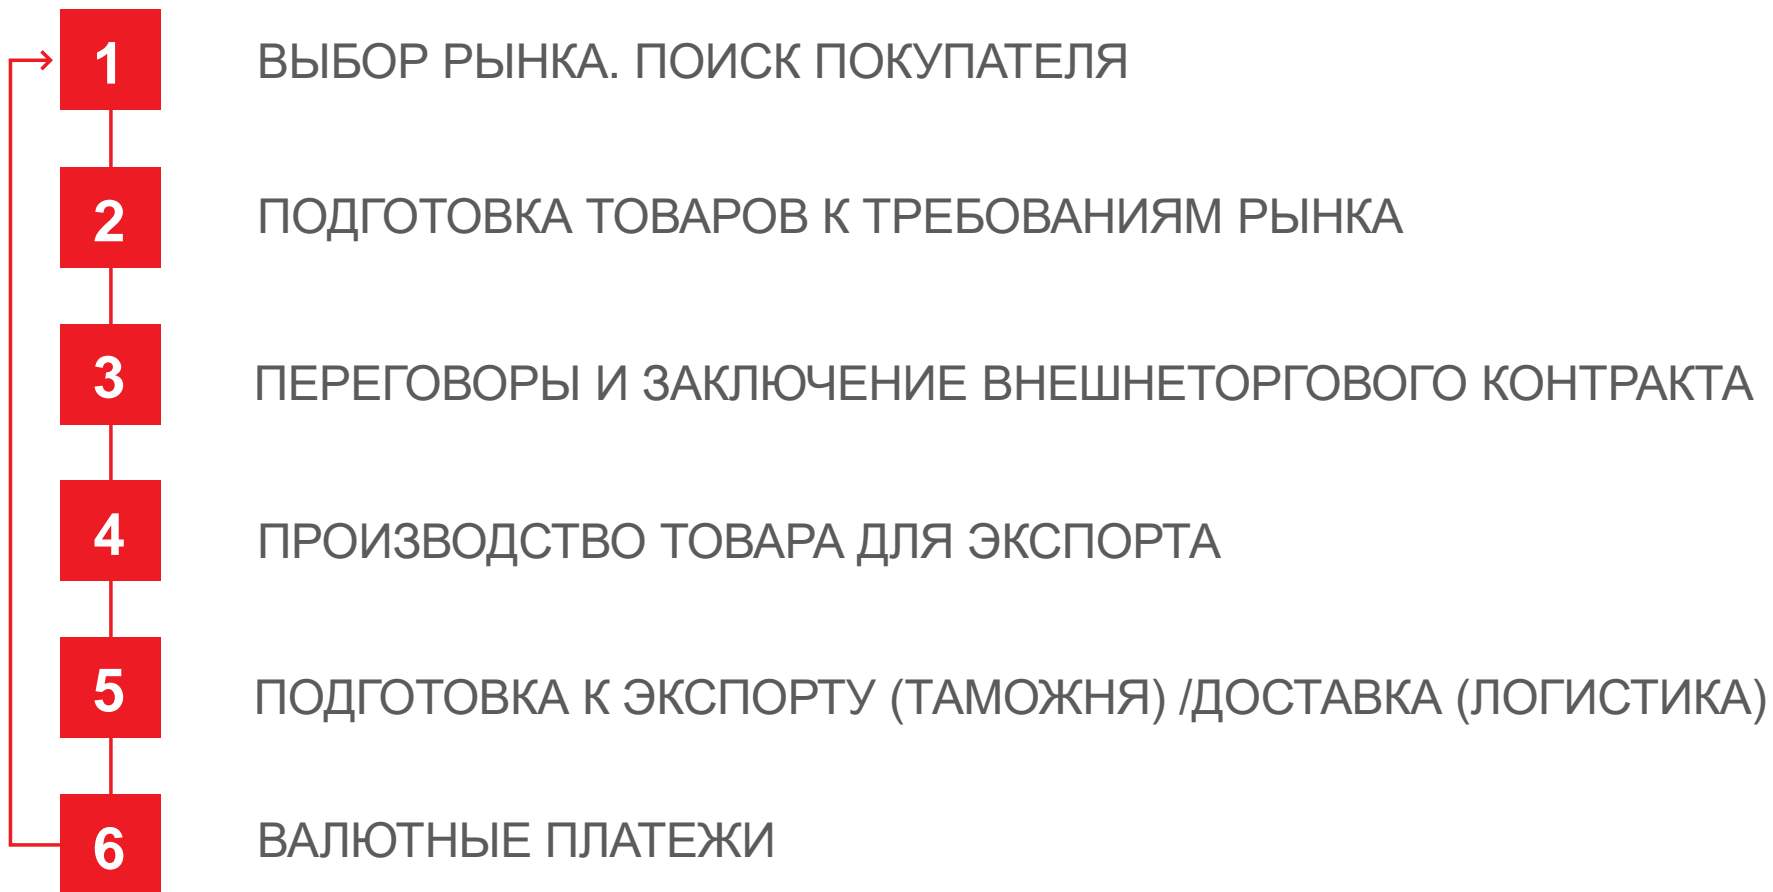 1 ВЫБОР РЫНКА. ПОИСК ПОКУПАТЕЛЯ
2 ПОДГОТОВКА ТОВАРОВ К ТРЕБОВАНИЯМ РЫНКА
3 ПЕРЕГОВОРЫ И ЗАКЛЮЧЕНИЕ ВНЕШНЕТОРГОВОГО КОНТРАКТА
4 ПРОИЗВОДСТВО ТОВАРА ДЛЯ ЭКСПОРТА
5 ПОДГОТОВКА К ЭКСПОРТУ (ТАМОЖНЯ) /ДОСТАВКА (ЛОГИСТИКА)
6 ВАЛЮТНЫЕ ПЛАТЕЖИ